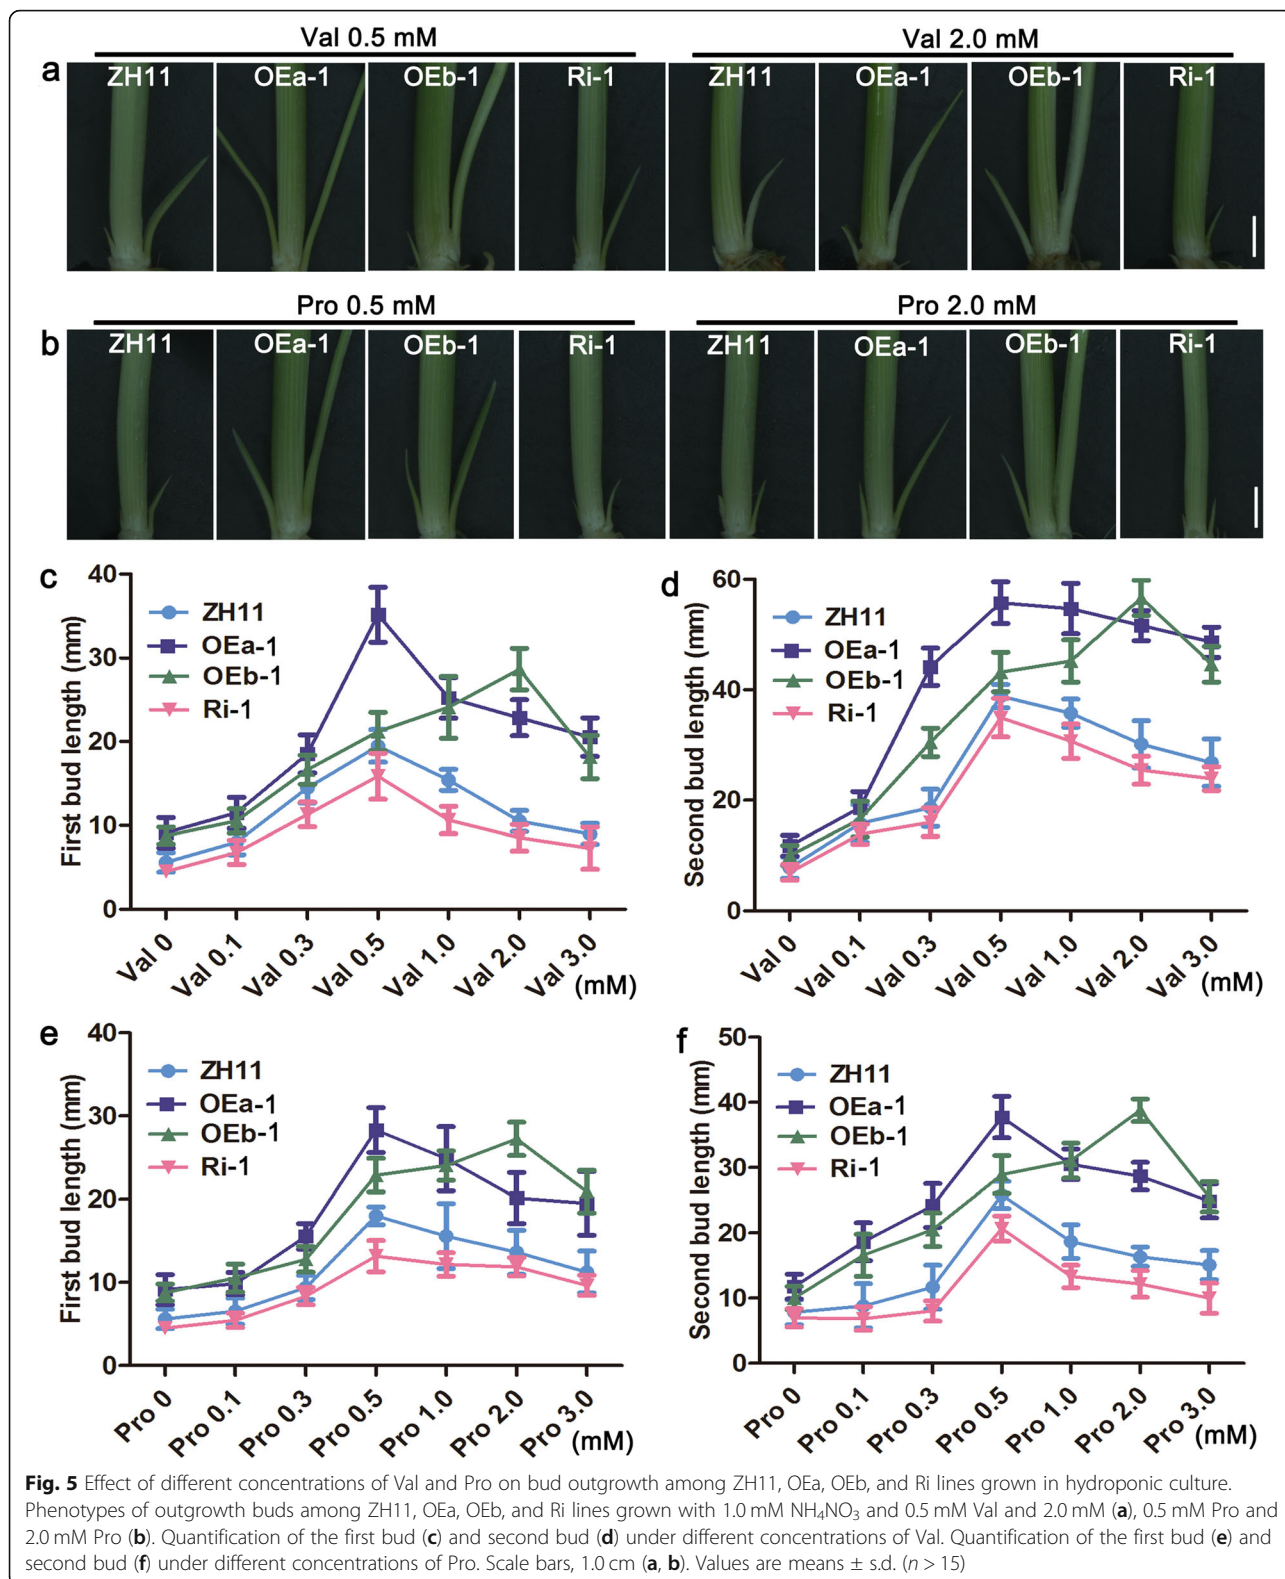 Val 0.5 mM
Val 2.0 mM
a
ZH11
OEa-1
OEb-1
Ri-1
ZH11
OEa-1
OEb-1
Ri-1
Pro 0.5 mM
Pro 2.0 mM
b
ZH11
OEa-1
OEb-1
Ri-1
ZH11
OEa-1
OEb-1
Ri-1
c
First bud length (mm)
40
30
20
10
0
ZH11
OEa-1
OEb-1
Ri-1
Val 0
Val 0.1
Val 0.3
Val 0.5
Val 1.0
Val 2.0
Val 3.0
(mM)
d
Second bud length (mm)
60
40
20
0
ZH11
OEa-1
OEb-1
Ri-1
Val 0
Val 0.1
Val 0.3
Val 0.5
Val 1.0
Val 2.0
Val 3.0
(mM)
e
First bud length (mm)
40
30
20
10
0
ZH11
OEa-1
OEb-1
Ri-1
Pro 0
Pro 0.1
Pro 0.3
Pro 0.5
Pro 1.0
Pro 2.0
Pro 3.0
(mM)
f
Second bud length (mm)
50
40
30
20
10
0
ZH11
OEa-1
OEb-1
Ri-1
Pro 0
Pro 0.1
Pro 0.3
Pro 0.5
Pro 1.0
Pro 2.0
Pro 3.0
(mM)
Fig. 5 Effect of different concentrations of Val and Pro on bud outgrowth among ZH11, OEa, OEb, and Ri lines grown in hydroponic culture.
Phenotypes of outgrowth buds among ZH11, OEa, OEb, and Ri lines grown with 1.0 mM NH₄NO₃ and 0.5 mM Val and 2.0 mM (a), 0.5 mM Pro and
2.0 mM Pro (b). Quantification of the first bud (c) and second bud (d) under different concentrations of Val. Quantification of the first bud (e) and
second bud (f) under different concentrations of Pro. Scale bars, 1.0 cm (a, b). Values are means ± s.d. (n > 15)